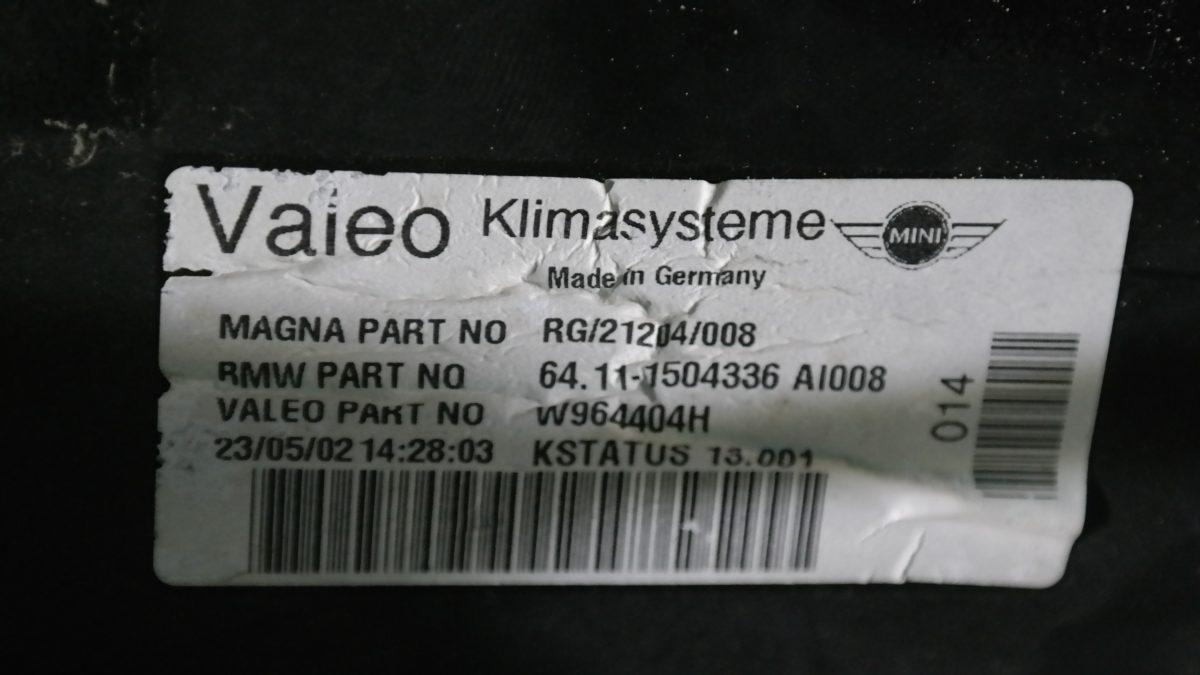 Valeo Klimasysteme MINI
Made in Germany
MAGNA PART NO RG/21204/008
BMW PART NO 64.11-1504336 AI008
VALEO PART NO W964404H
23/05/02 14:28:03 KSTATUS 13.001
014